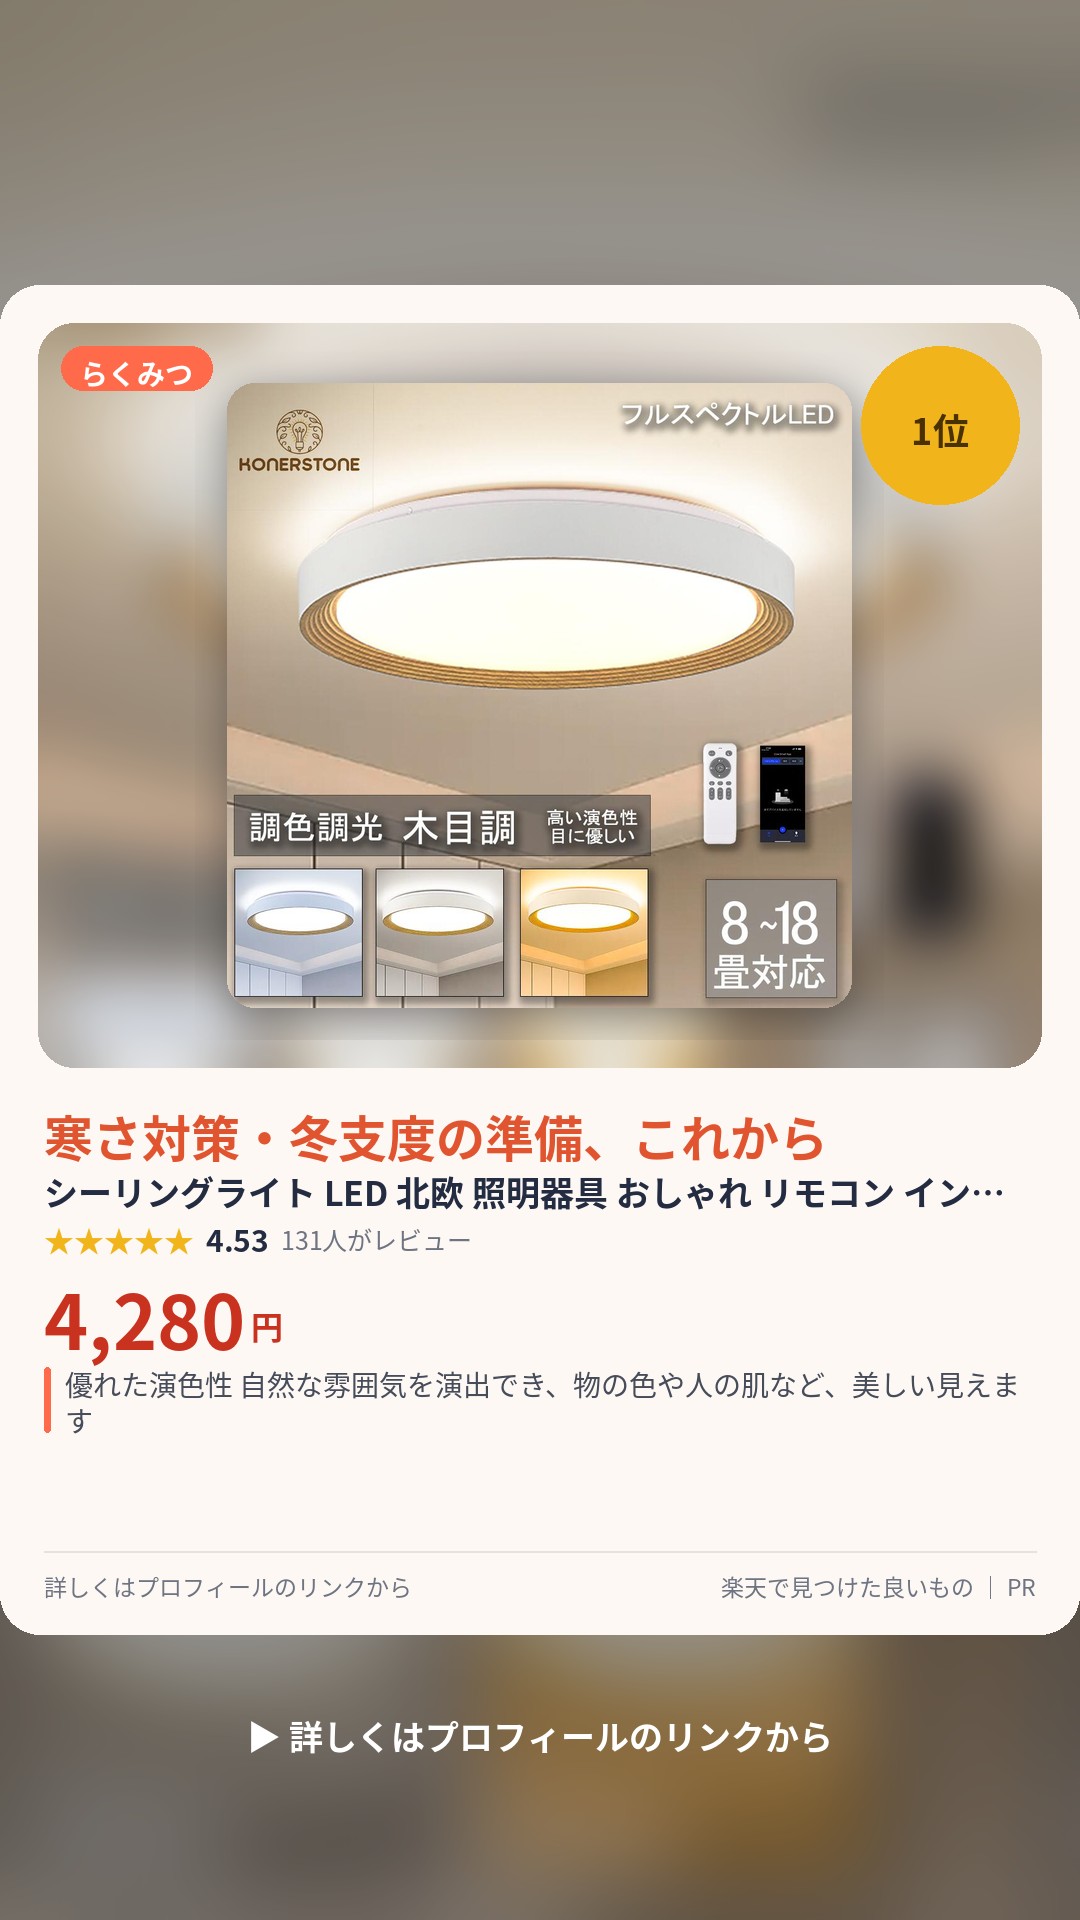 らくみつ
1位
フルスペクトルLED
KONERSTONE
調色調光 木目調 高い演色性
目に優しい
8~18
畳対応
寒さ対策・冬支度の準備、これから
シーリングライト LED 北欧 照明器具 おしゃれ リモコン イン…
★★★★★ 4.53 131人がレビュー
4,280円
優れた演色性 自然な雰囲気を演出でき、物の色や人の肌など、美しい見えま
す
詳しくはプロフィールのリンクから
楽天で見つけた良いもの｜PR
▶ 詳しくはプロフィールのリンクから